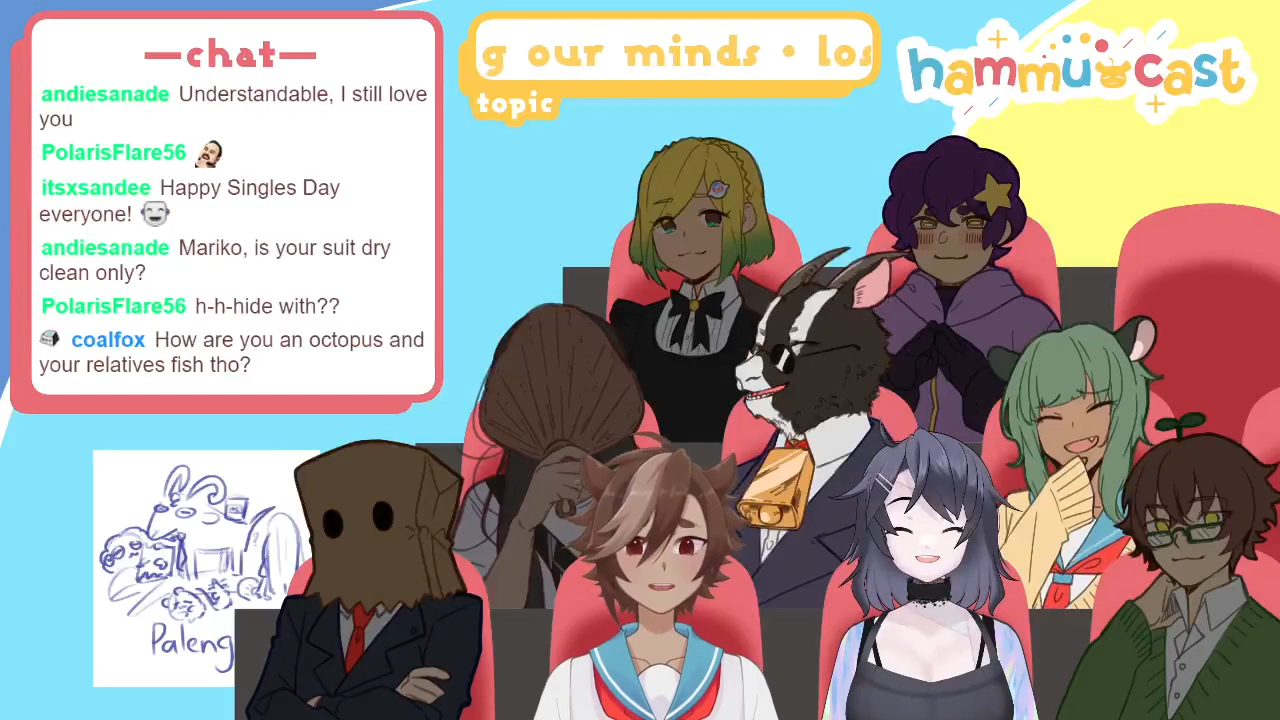 chat
andiesanade Understandable, I still love
you
PolarisFlare56
itsxsandee Happy Singles Day
everyone!
andiesanade Mariko, is your suit dry
clean only?
PolarisFlare56 h-h-hide with??
coalfox How are you an octopus and
your relatives fish tho?
g our minds • los
topic
hammu cast
Paleng